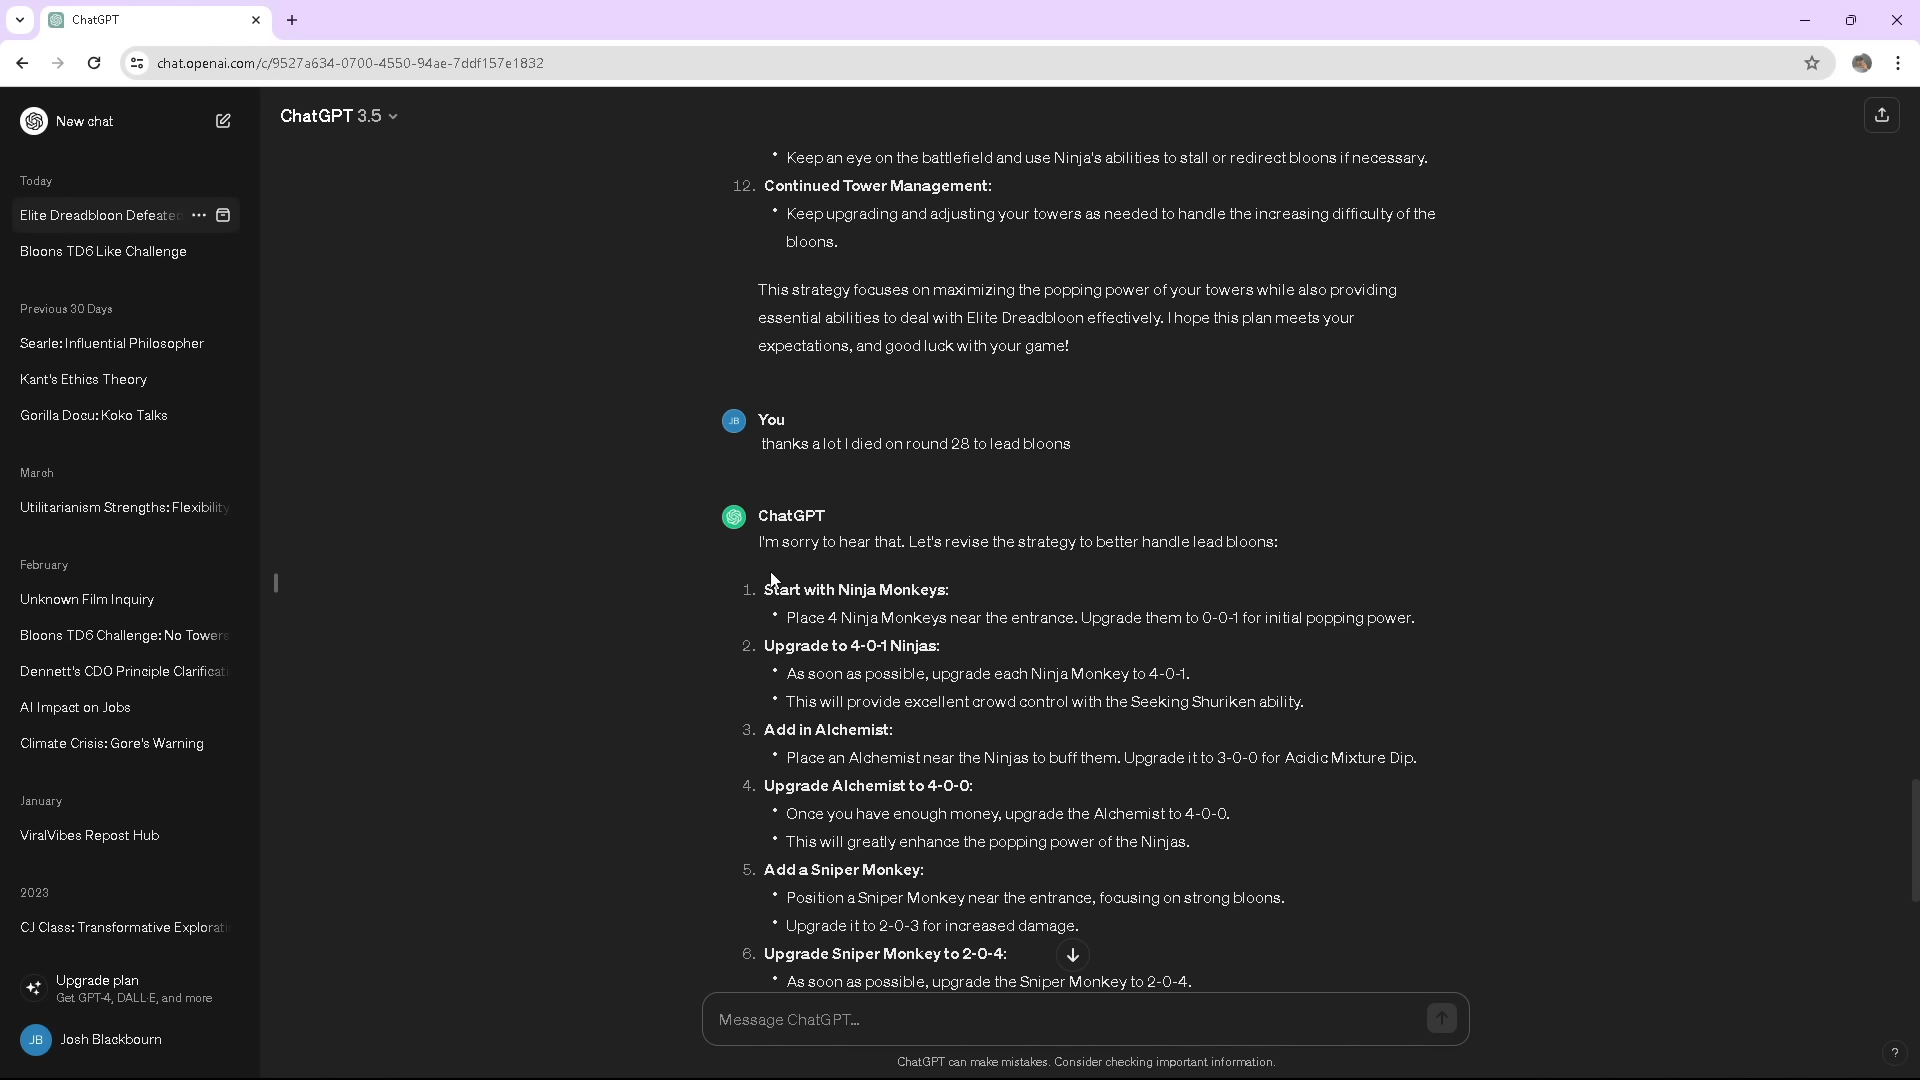 ChatGPT
chat.openai.com/c/9527a634-0700-4550-94ae-7ddf157e1832
New chat
Today
Elite Dreadbloon Defeated
Bloons TD6 Like Challenge
Previous 30 Days
Searle: Influential Philosopher
Kant's Ethics Theory
Gorilla Docu: Koko Talks
March
Utilitarianism Strengths: Flexibility
February
Unknown Film Inquiry
Bloons TD6 Challenge: No Towers
Dennett's CDO Principle Clarificati
AI Impact on Jobs
Climate Crisis: Gore's Warning
January
ViralVibes Repost Hub
2023
CJ Class: Transformative Explorati
Upgrade plan
Get GPT-4, DALL·E, and more
JB Josh Blackbourn
ChatGPT 3.5
• Keep an eye on the battlefield and use Ninja's abilities to stall or redirect bloons if necessary.
12. Continued Tower Management:
• Keep upgrading and adjusting your towers as needed to handle the increasing difficulty of the
bloons.
This strategy focuses on maximizing the popping power of your towers while also providing
essential abilities to deal with Elite Dreadbloon effectively. I hope this plan meets your
expectations, and good luck with your game!
JB You
thanks a lot I died on round 28 to lead bloons
ChatGPT
I'm sorry to hear that. Let's revise the strategy to better handle lead bloons:
1. Start with Ninja Monkeys:
• Place 4 Ninja Monkeys near the entrance. Upgrade them to 0-0-1 for initial popping power.
2. Upgrade to 4-0-1 Ninjas:
• As soon as possible, upgrade each Ninja Monkey to 4-0-1.
• This will provide excellent crowd control with the Seeking Shuriken ability.
3. Add in Alchemist:
• Place an Alchemist near the Ninjas to buff them. Upgrade it to 3-0-0 for Acidic Mixture Dip.
4. Upgrade Alchemist to 4-0-0:
• Once you have enough money, upgrade the Alchemist to 4-0-0.
• This will greatly enhance the popping power of the Ninjas.
5. Add a Sniper Monkey:
• Position a Sniper Monkey near the entrance, focusing on strong bloons.
• Upgrade it to 2-0-3 for increased damage.
6. Upgrade Sniper Monkey to 2-0-4:
• As soon as possible, upgrade the Sniper Monkey to 2-0-4.
Message ChatGPT...
ChatGPT can make mistakes. Consider checking important information.
?